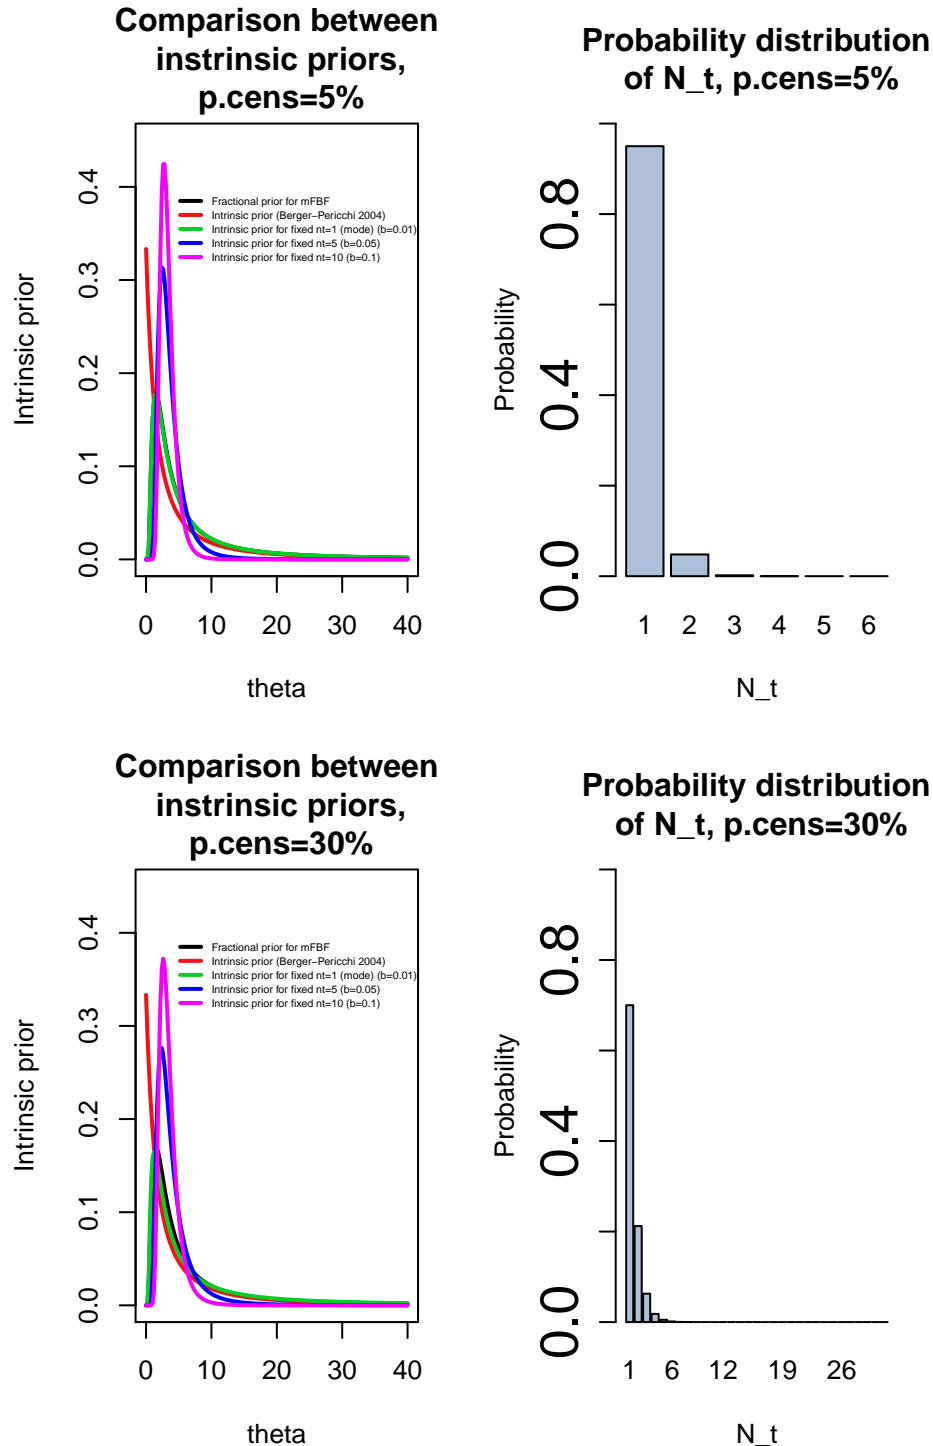 Comparison between
instrinsic priors,
p.cens=5%
Intrinsic prior
0.0 0.1 0.2 0.3 0.4
Fractional prior for mFBF
Intrinsic prior (Berger−Pericchi 2004)
Intrinsic prior for fixed nt=1 (mode) (b=0.01)
Intrinsic prior for fixed nt=5 (b=0.05)
Intrinsic prior for fixed nt=10 (b=0.1)
0 10 20 30 40
theta
Probability distribution
of N_t, p.cens=5%
Probability
0.0 0.4 0.8
1 2 3 4 5 6
N_t
Comparison between
instrinsic priors,
p.cens=30%
Intrinsic prior
0.0 0.1 0.2 0.3 0.4
Fractional prior for mFBF
Intrinsic prior (Berger−Pericchi 2004)
Intrinsic prior for fixed nt=1 (mode) (b=0.01)
Intrinsic prior for fixed nt=5 (b=0.05)
Intrinsic prior for fixed nt=10 (b=0.1)
0 10 20 30 40
theta
Probability distribution
of N_t, p.cens=30%
Probability
0.0 0.4 0.8
1 6 12 19 26
N_t